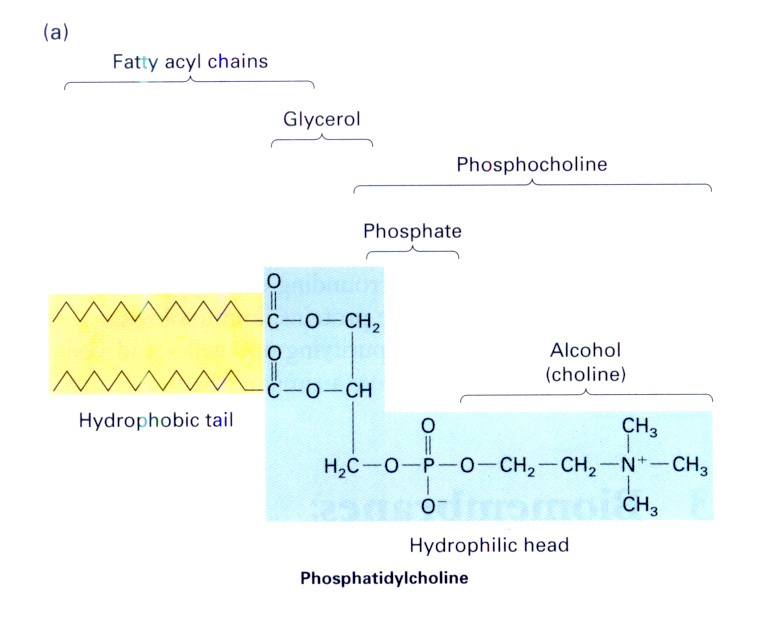 (a)
Fatty acyl chains
Glycerol
Phosphocholine
Phosphate
O
C—O—CH₂
O
Alcohol
(choline)
C—O—CH
Hydrophobic tail
O
CH₃
H₂C—O—P—O—CH₂—CH₂—N⁺—CH₃
O⁻
CH₃
Hydrophilic head
Phosphatidylcholine